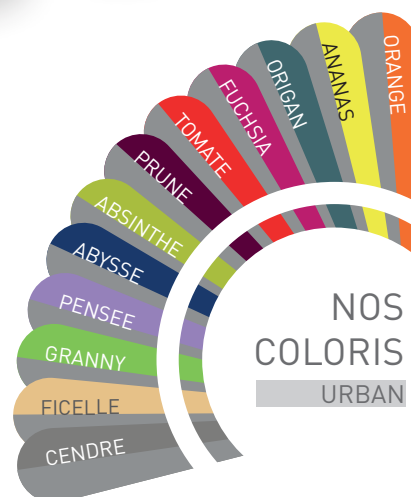 ORANGE
ANANAS
ORIGAN
FUCHSIA
TOMATE
PRUNE
ABSINTHE
ABYSSE
PENSEE
GRANNY
FICELLE
CENDRE
NOS
COLORIS
URBAN